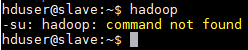 hduser@slave:~$ hadoop
-su: hadoop: command not found
hduser@slave:~$